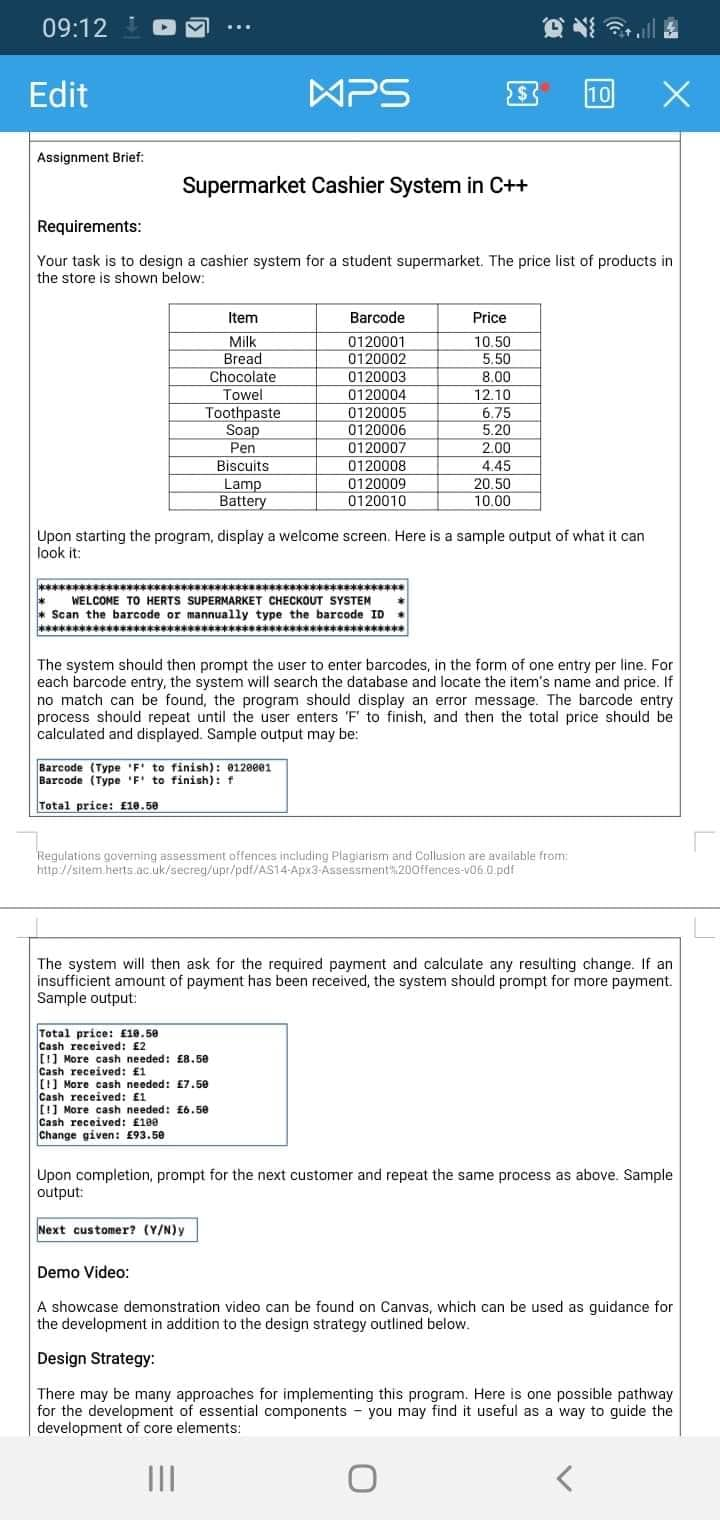 09:12 ...
Edit WPS $ 10 X
Assignment Brief:
Supermarket Cashier System in C++
Requirements:
Your task is to design a cashier system for a student supermarket. The price list of products in
the store is shown below:
Item Barcode Price
Milk 0120001 10.50
Bread 0120002 5.50
Chocolate 0120003 8.00
Towel 0120004 12.10
Toothpaste 0120005 6.75
Soap 0120006 5.20
Pen 0120007 2.00
Biscuits 0120008 4.45
Lamp 0120009 20.50
Battery 0120010 10.00
Upon starting the program, display a welcome screen. Here is a sample output of what it can
look it:
*******************************************************
* WELCOME TO HERTS SUPERMARKET CHECKOUT SYSTEM *
* Scan the barcode or mannually type the barcode ID *
*******************************************************
The system should then prompt the user to enter barcodes, in the form of one entry per line. For
each barcode entry, the system will search the database and locate the item's name and price. If
no match can be found, the program should display an error message. The barcode entry
process should repeat until the user enters 'F' to finish, and then the total price should be
calculated and displayed. Sample output may be:
Barcode (Type 'F' to finish): 0120001
Barcode (Type 'F' to finish): f
Total price: £10.50
Regulations governing assessment offences including Plagiarism and Collusion are available from:
http://sitem.herts.ac.uk/secreg/upr/pdf/AS14-Apx3-Assessment%20Offences-v06.0.pdf
The system will then ask for the required payment and calculate any resulting change. If an
insufficient amount of payment has been received, the system should prompt for more payment.
Sample output:
Total price: £10.50
Cash received: £2
[!] More cash needed: £8.50
Cash received: £1
[!] More cash needed: £7.50
Cash received: £1
[!] More cash needed: £6.50
Cash received: £100
Change given: £93.50
Upon completion, prompt for the next customer and repeat the same process as above. Sample
output:
Next customer? (Y/N)y
Demo Video:
A showcase demonstration video can be found on Canvas, which can be used as guidance for
the development in addition to the design strategy outlined below.
Design Strategy:
There may be many approaches for implementing this program. Here is one possible pathway
for the development of essential components – you may find it useful as a way to guide the
development of core elements: